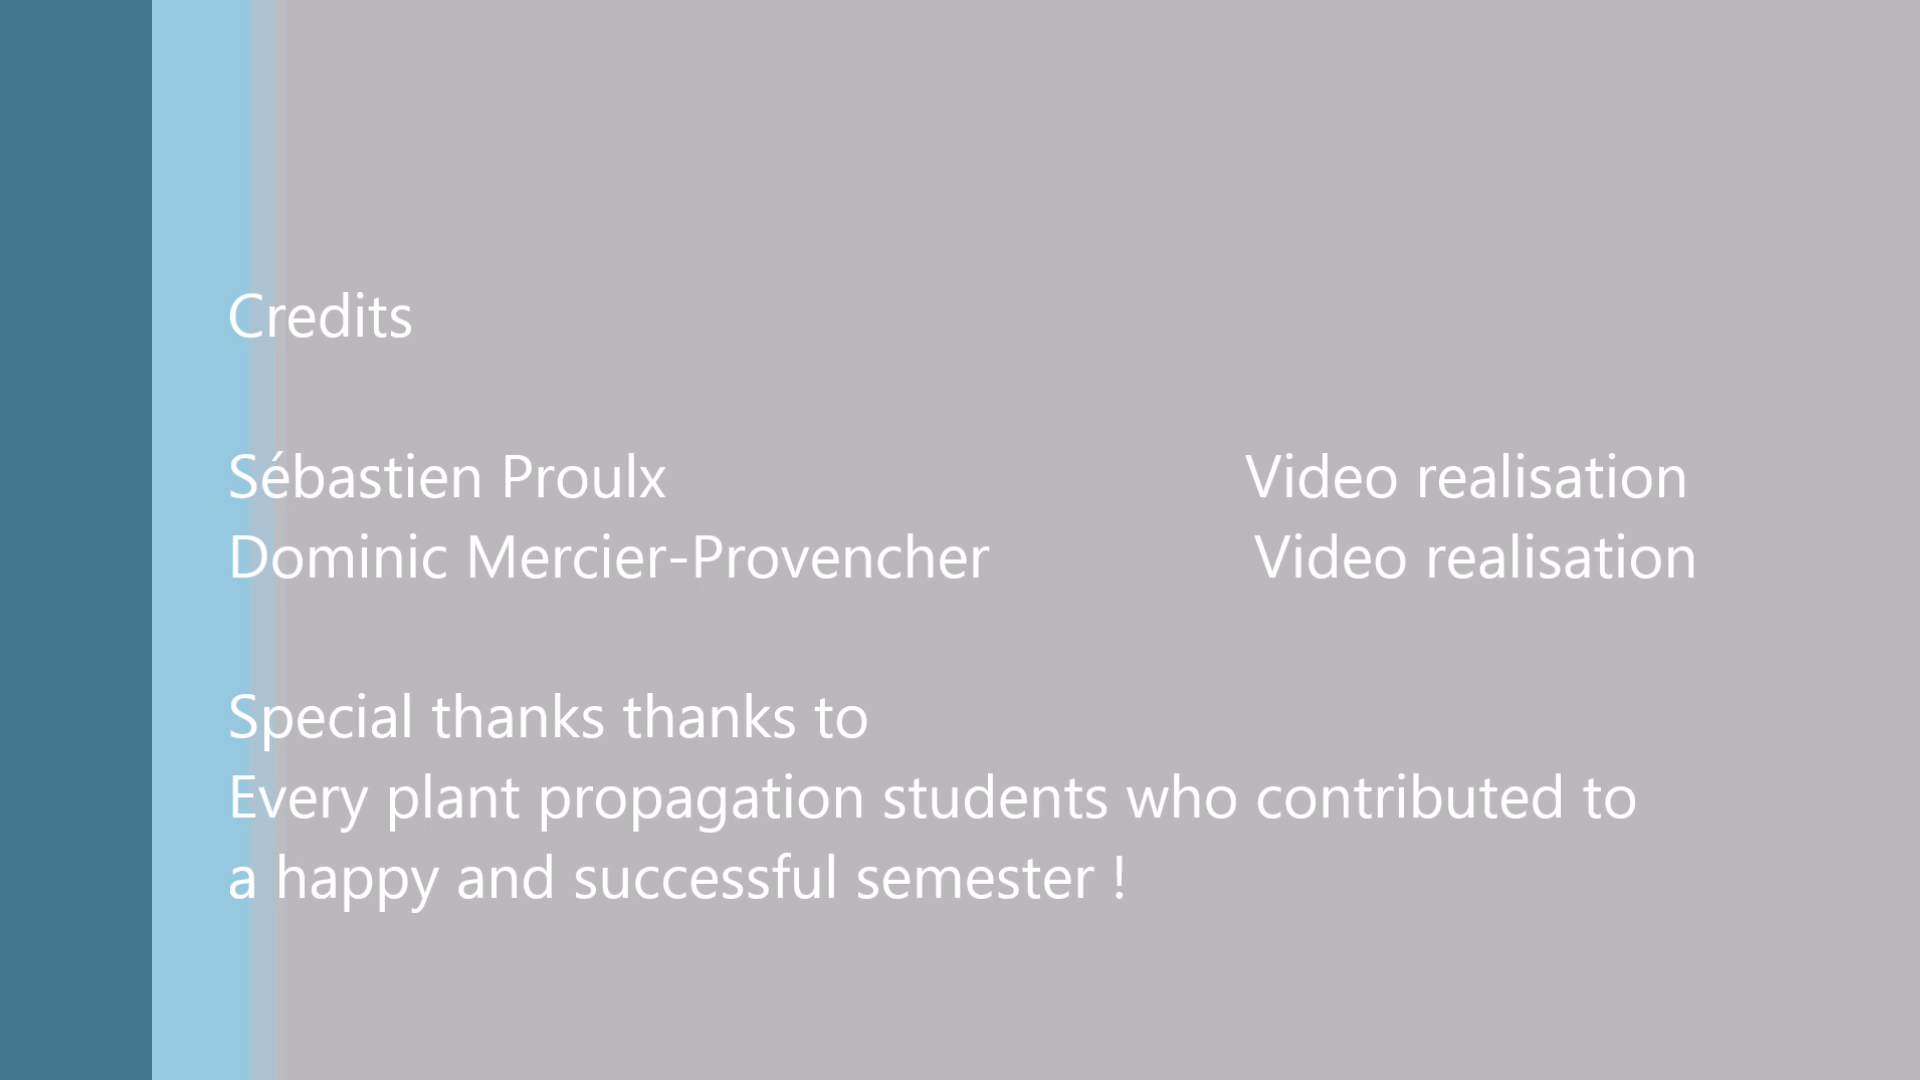 Credits
Sébastien Proulx Video realisation
Dominic Mercier-Provencher Video realisation
Special thanks thanks to
Every plant propagation students who contributed to
a happy and successful semester !